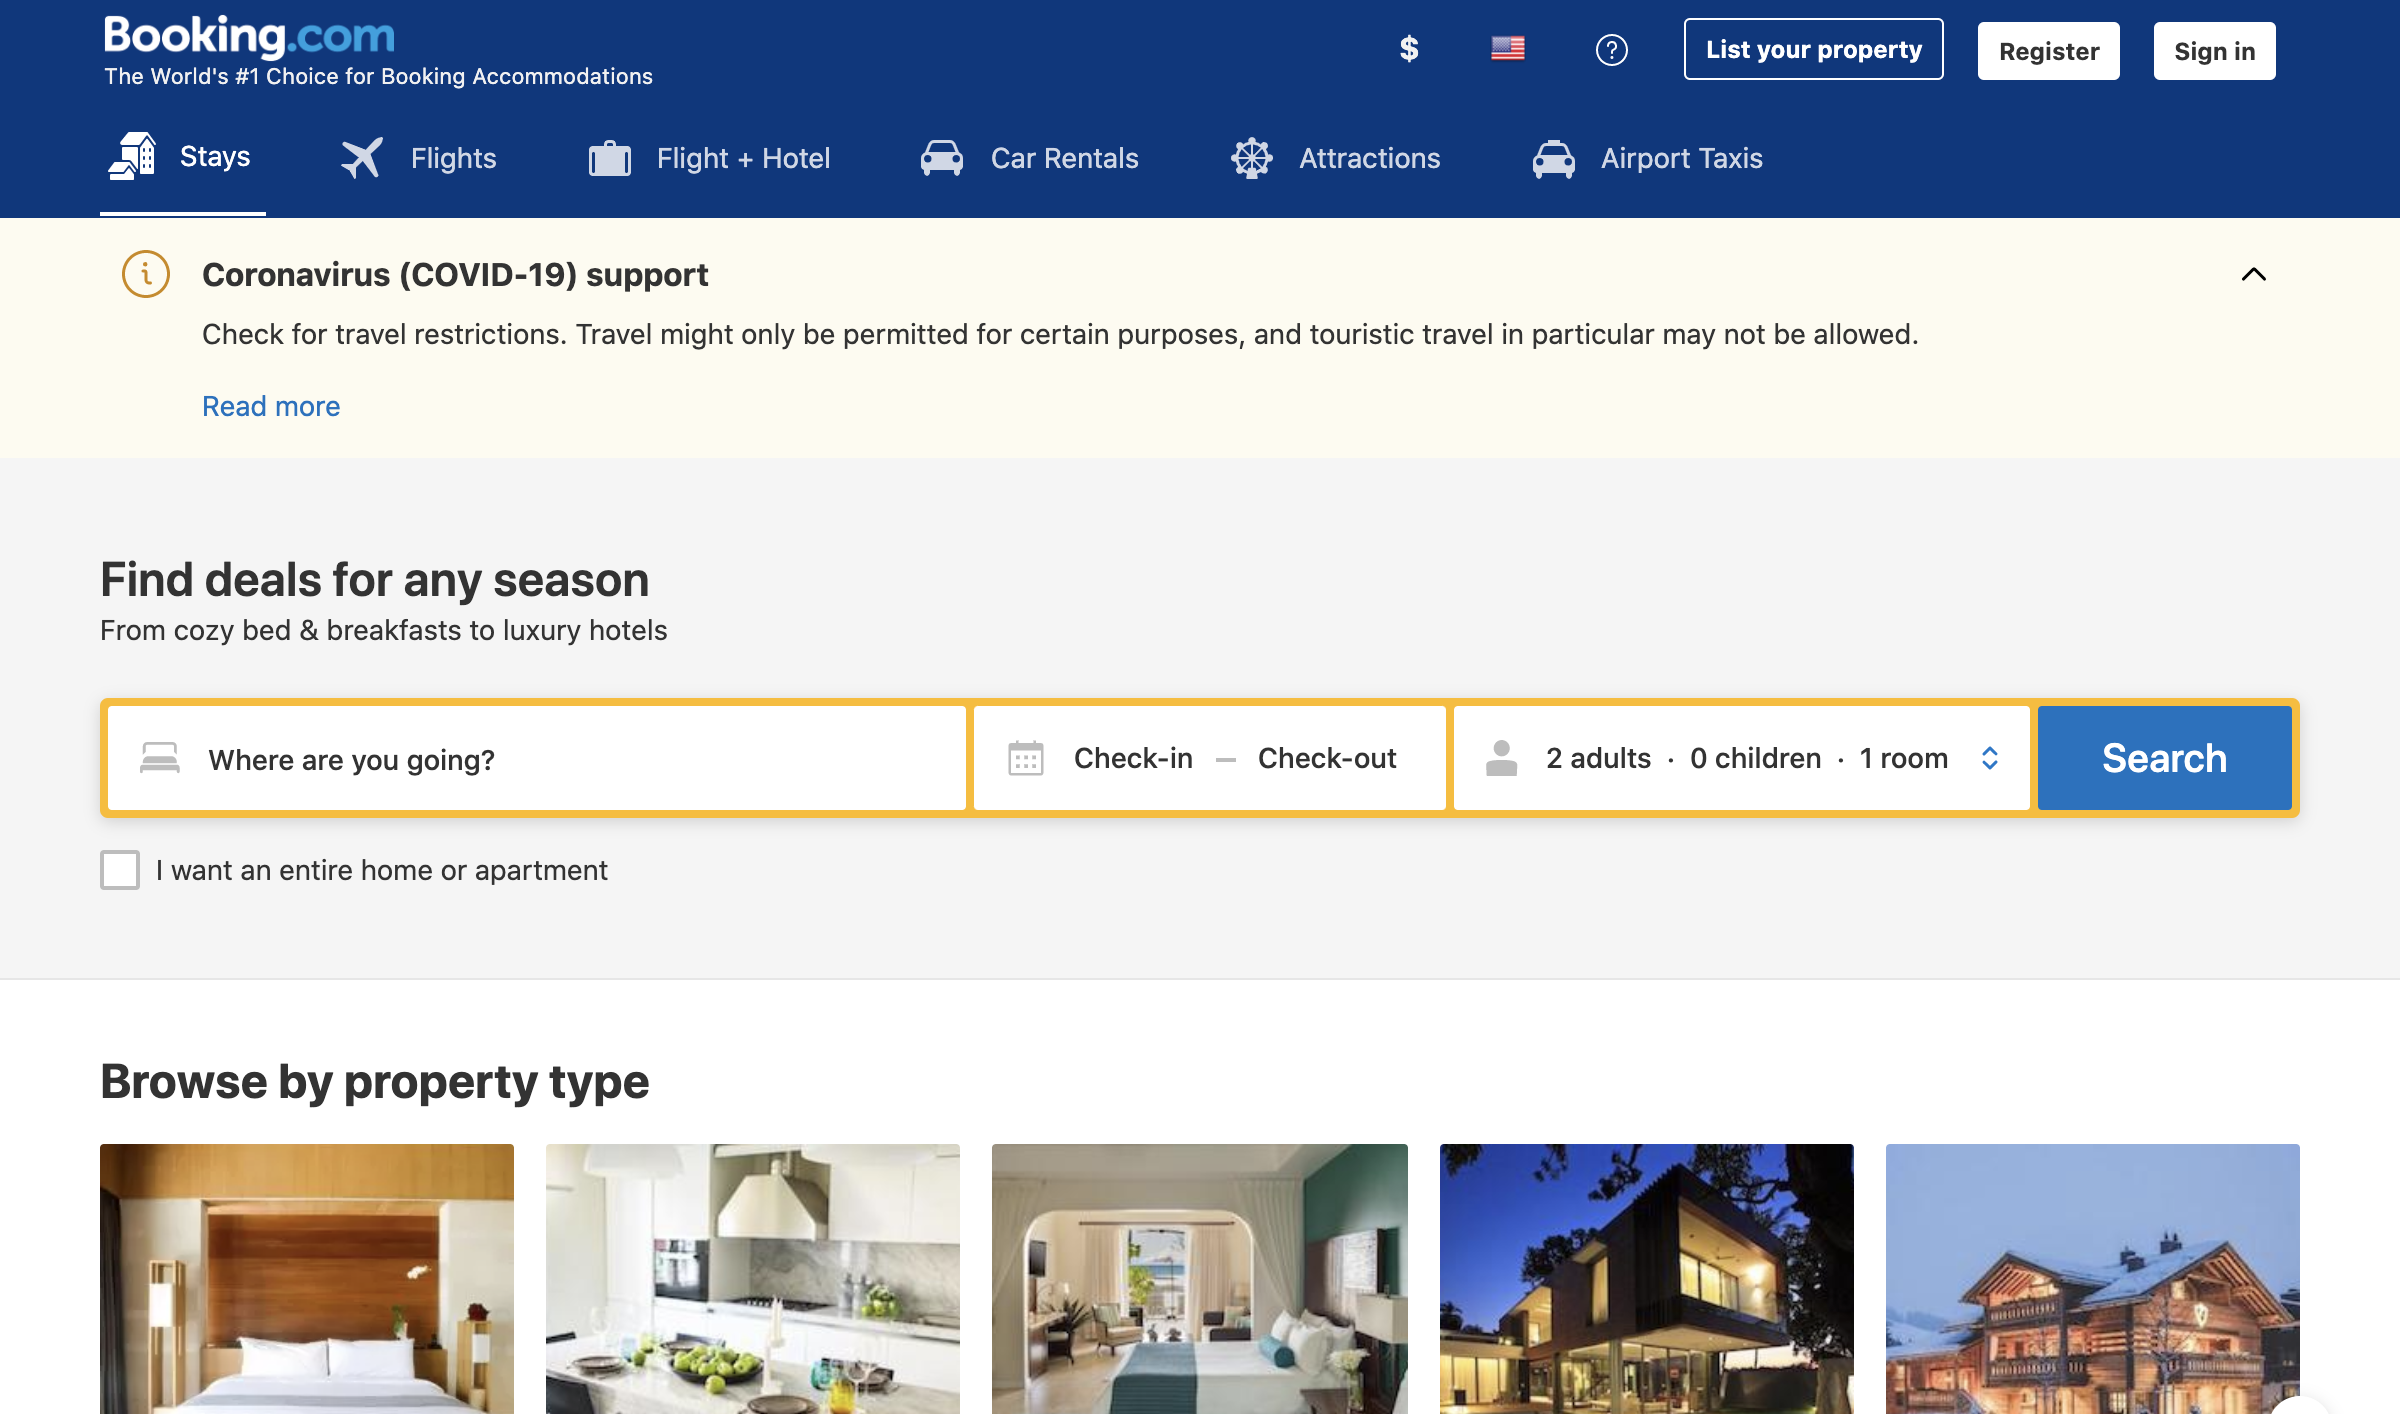 Booking.com
The World's #1 Choice for Booking Accommodations
$
List your property
Register
Sign in
Stays
Flights
Flight + Hotel
Car Rentals
Attractions
Airport Taxis
Coronavirus (COVID-19) support
Check for travel restrictions. Travel might only be permitted for certain purposes, and touristic travel in particular may not be allowed.
Read more
Find deals for any season
From cozy bed & breakfasts to luxury hotels
Where are you going?
Check-in — Check-out
2 adults · 0 children · 1 room
Search
I want an entire home or apartment
Browse by property type